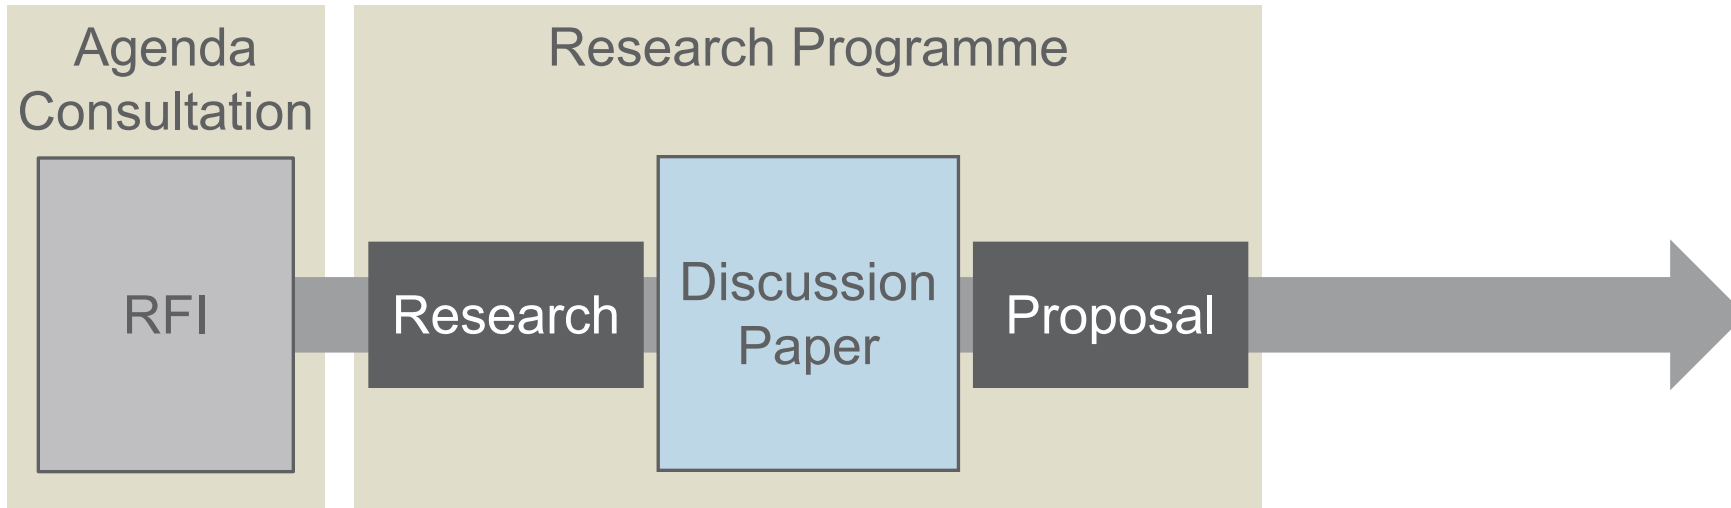 Agenda
Consultation
Research Programme
RFI
Research
Discussion
Paper
Proposal